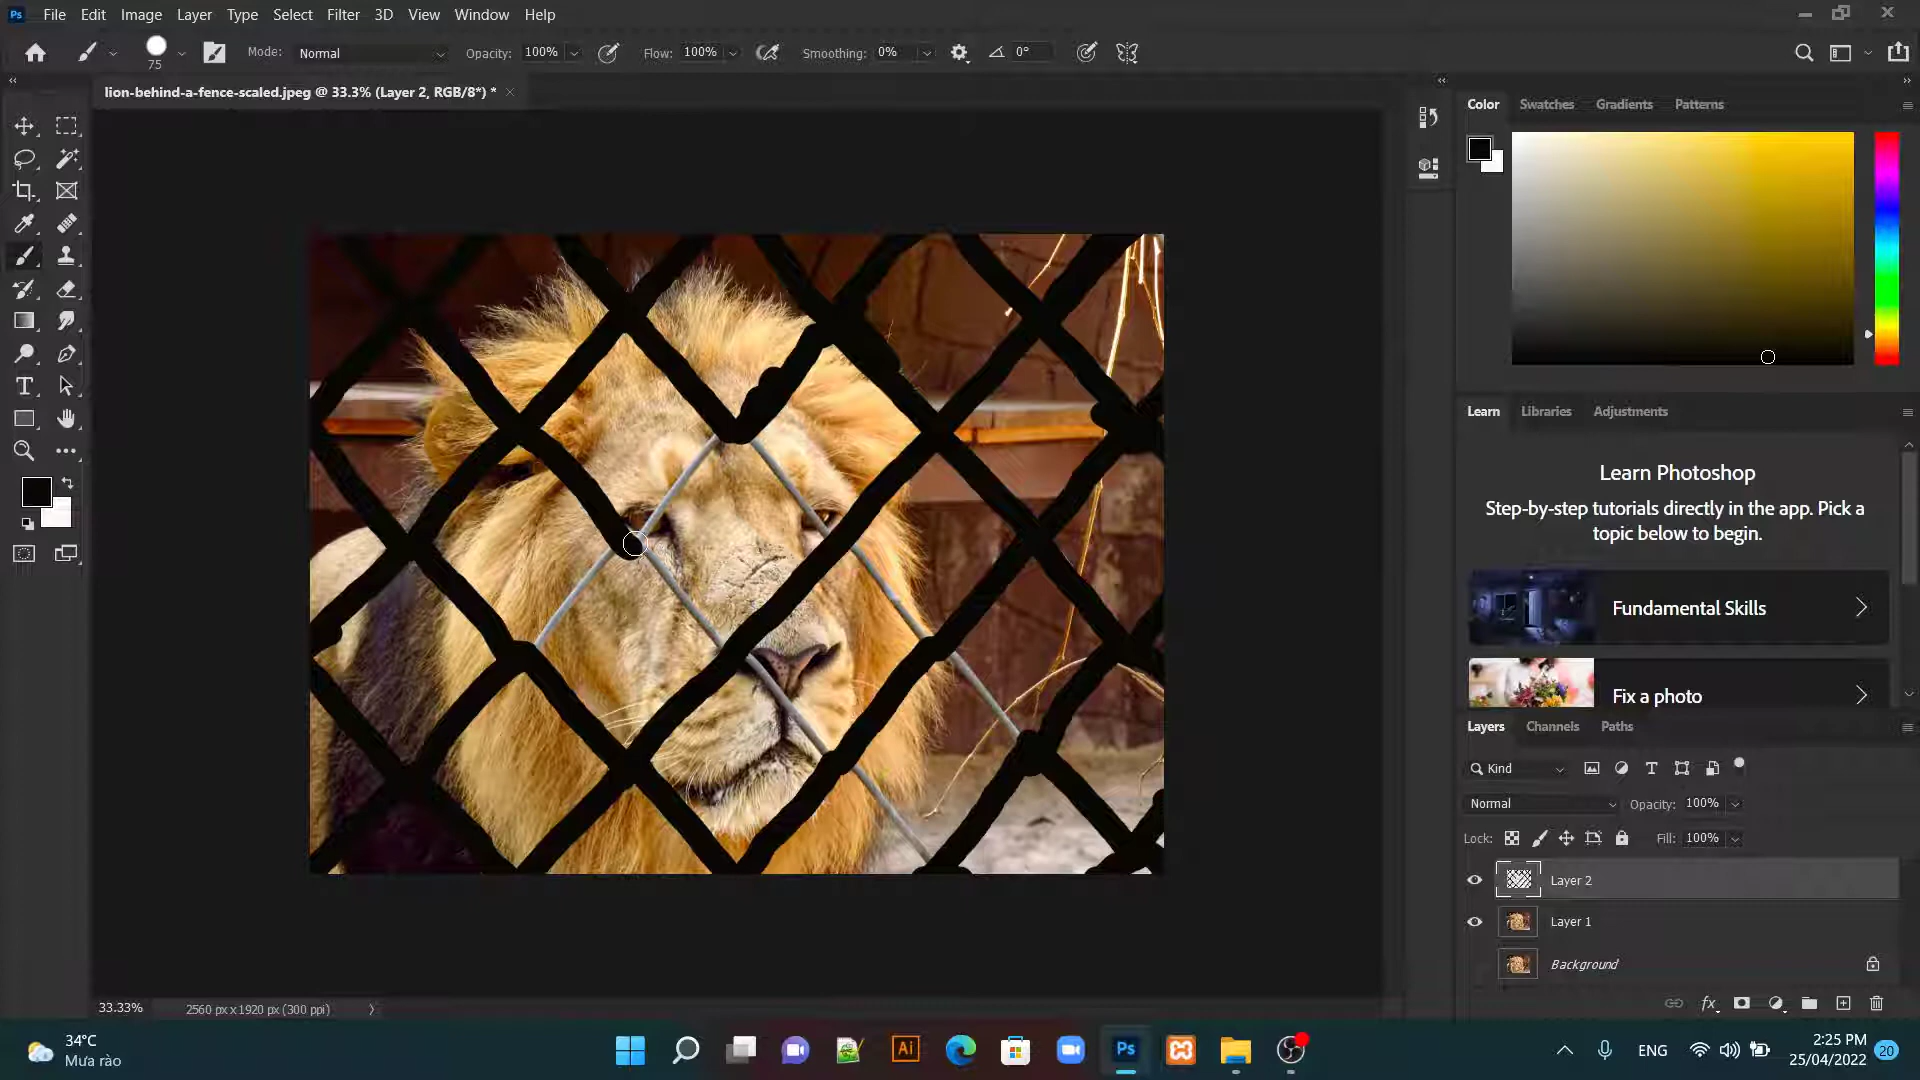 Ps File Edit Image Layer Type Select Filter 3D View Window Help
75 Mode: Normal Opacity: 100% Flow: 100% Smoothing: 0% 0°
lion-behind-a-fence-scaled.jpeg @ 33.3% (Layer 2, RGB/8*) *
Color Swatches Gradients Patterns
Learn Libraries Adjustments
Learn Photoshop
Step-by-step tutorials directly in the app. Pick a
topic below to begin.
Fundamental Skills
Fix a photo
Layers Channels Paths
Kind
Normal Opacity: 100%
Lock: Fill: 100%
Layer 2
Layer 1
Background
33.33% 2560 px x 1920 px (300 ppi)
34°C
Mưa rào
Ai
Ps
ENG
2:25 PM
25/04/2022
20